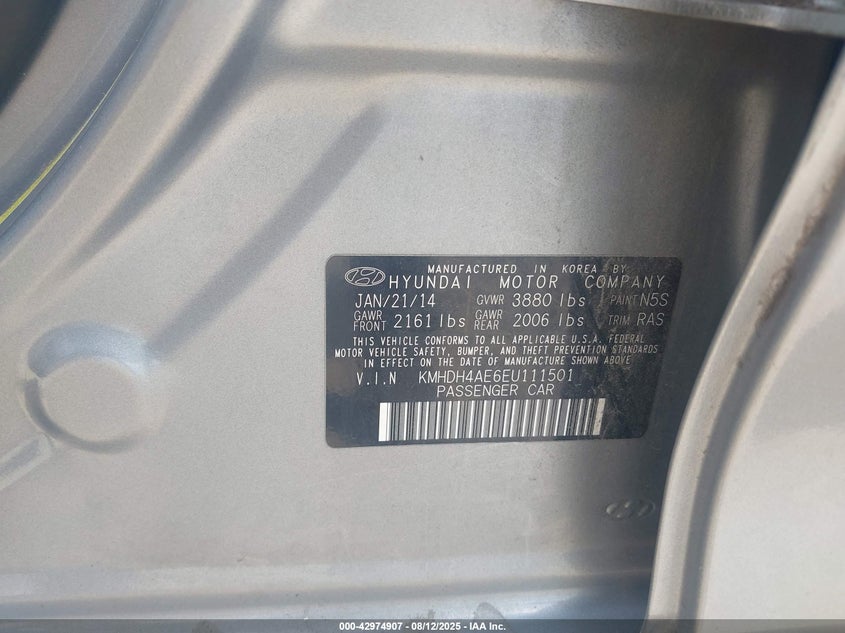 MANUFACTURED IN KOREA BY
HYUNDAI MOTOR COMPANY
JAN/21/14 GVWR 3880 lbs PAINT N5S
GAWR FRONT 2161 lbs GAWR REAR 2006 lbs TRIM RAS
THIS VEHICLE CONFORMS TO ALL APPLICABLE U.S.A. FEDERAL
MOTOR VEHICLE SAFETY, BUMPER, AND THEFT PREVENTION STANDARDS
IN EFFECT ON THE DATE OF MANUFACTURE SHOWN ABOVE.
V.I.N KMHDH4AE6EU111501
PASSENGER CAR
000-42974907 - 08/12/2025 - IAA Inc.